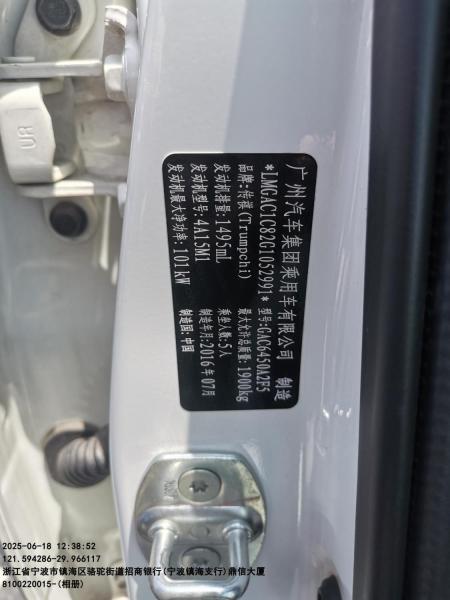 广州汽车集团乘用车有限公司 制造
*LMGAC1C82G1052991* 型号:GAC6450A2F5
品牌:传祺(Trumpchi) 最大允许总质量:1900kg
发动机排量:1495mL 乘坐人数:5人
发动机型号:4A15M1 制造年月:2016年07月
发动机最大净功率:101kW 制造国:中国
UR
2025-06-18 12:38:52
121.594286-29.966117
浙江省宁波市镇海区骆驼街道招商银行(宁波镇海支行)鼎信大厦
8100220015-(相册)